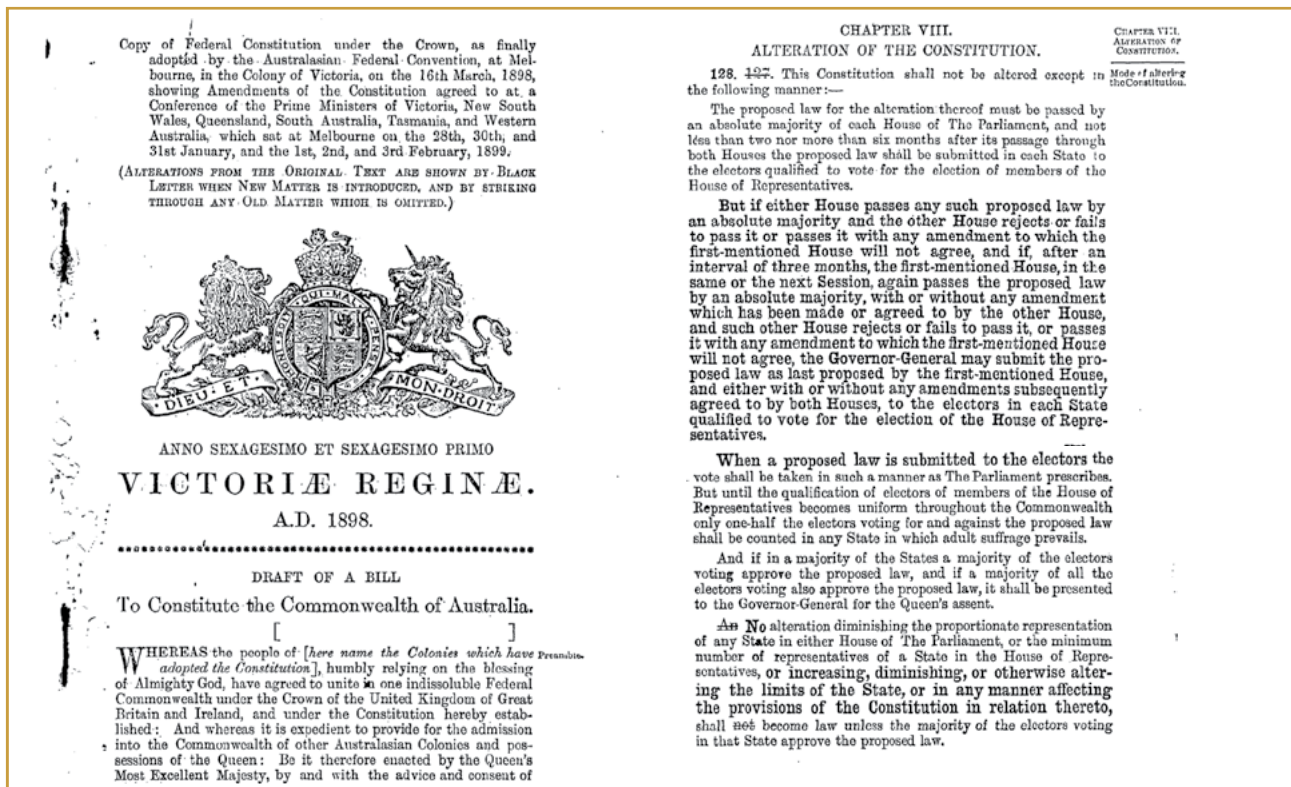 Copy of Federal Constitution under the Crown, as finally
adopted by the Australasian Federal Convention, at Mel-
bourne, in the Colony of Victoria, on the 16th March, 1898,
showing Amendments of the Constitution agreed to at a
Conference of the Prime Ministers of Victoria, New South
Wales, Queensland, South Australia, Tasmania, and Western
Australia, which sat at Melbourne on the 28th, 30th, and
31st January, and the 1st, 2nd, and 3rd February, 1899.
(ALTERATIONS FROM THE ORIGINAL TEXT ARE SHOWN BY BLACK
LETTER WHEN NEW MATTER IS INTRODUCED, AND BY STRIKING
THROUGH ANY OLD MATTER WHICH IS OMITTED.)
QUI MAL
DIEU ET MON DROIT
ANNO SEXAGESIMO ET SEXAGESIMO PRIMO
VICTORIÆ REGINÆ.
A.D. 1898.
DRAFT OF A BILL
To Constitute the Commonwealth of Australia.
[ ]
WHEREAS the people of [here name the Colonies which have
Preamble.
adopted the Constitution], humbly relying on the blessing
of Almighty God, have agreed to unite in one indissoluble Federal
Commonwealth under the Crown of the United Kingdom of Great
Britain and Ireland, and under the Constitution hereby estab-
lished: And whereas it is expedient to provide for the admission
into the Commonwealth of other Australasian Colonies and pos-
sessions of the Queen: Be it therefore enacted by the Queen's
Most Excellent Majesty, by and with the advice and consent of
CHAPTER VIII.
ALTERATION OF THE CONSTITUTION.
CHAPTER VIII.
ALTERATION OF
CONSTITUTION.
128. 127. This Constitution shall not be altered except in
the following manner:—
Mode of altering
the Constitution.
The proposed law for the alteration thereof must be passed by
an absolute majority of each House of The Parliament, and not
less than two nor more than six months after its passage through
both Houses the proposed law shall be submitted in each State to
the electors qualified to vote for the election of members of the
House of Representatives.
But if either House passes any such proposed law by
an absolute majority and the other House rejects or fails
to pass it or passes it with any amendment to which the
first-mentioned House will not agree, and if, after an
interval of three months, the first-mentioned House, in the
same or the next Session, again passes the proposed law
by an absolute majority, with or without any amendment
which has been made or agreed to by the other House,
and such other House rejects or fails to pass it, or passes
it with any amendment to which the first-mentioned House
will not agree, the Governor-General may submit the pro-
posed law as last proposed by the first-mentioned House,
and either with or without any amendments subsequently
agreed to by both Houses, to the electors in each State
qualified to vote for the election of the House of Repre-
sentatives.
When a proposed law is submitted to the electors the
vote shall be taken in such a manner as The Parliament prescribes.
But until the qualification of electors of members of the House of
Representatives becomes uniform throughout the Commonwealth
only one-half the electors voting for and against the proposed law
shall be counted in any State in which adult suffrage prevails.
And if in a majority of the States a majority of the electors
voting approve the proposed law, and if a majority of all the
electors voting also approve the proposed law, it shall be presented
to the Governor-General for the Queen's assent.
An No alteration diminishing the proportionate representation
of any State in either House of The Parliament, or the minimum
number of representatives of a State in the House of Repre-
sentatives, or increasing, diminishing, or otherwise alter-
ing the limits of the State, or in any manner affecting
the provisions of the Constitution in relation thereto,
shall not become law unless the majority of the electors voting
in that State approve the proposed law.